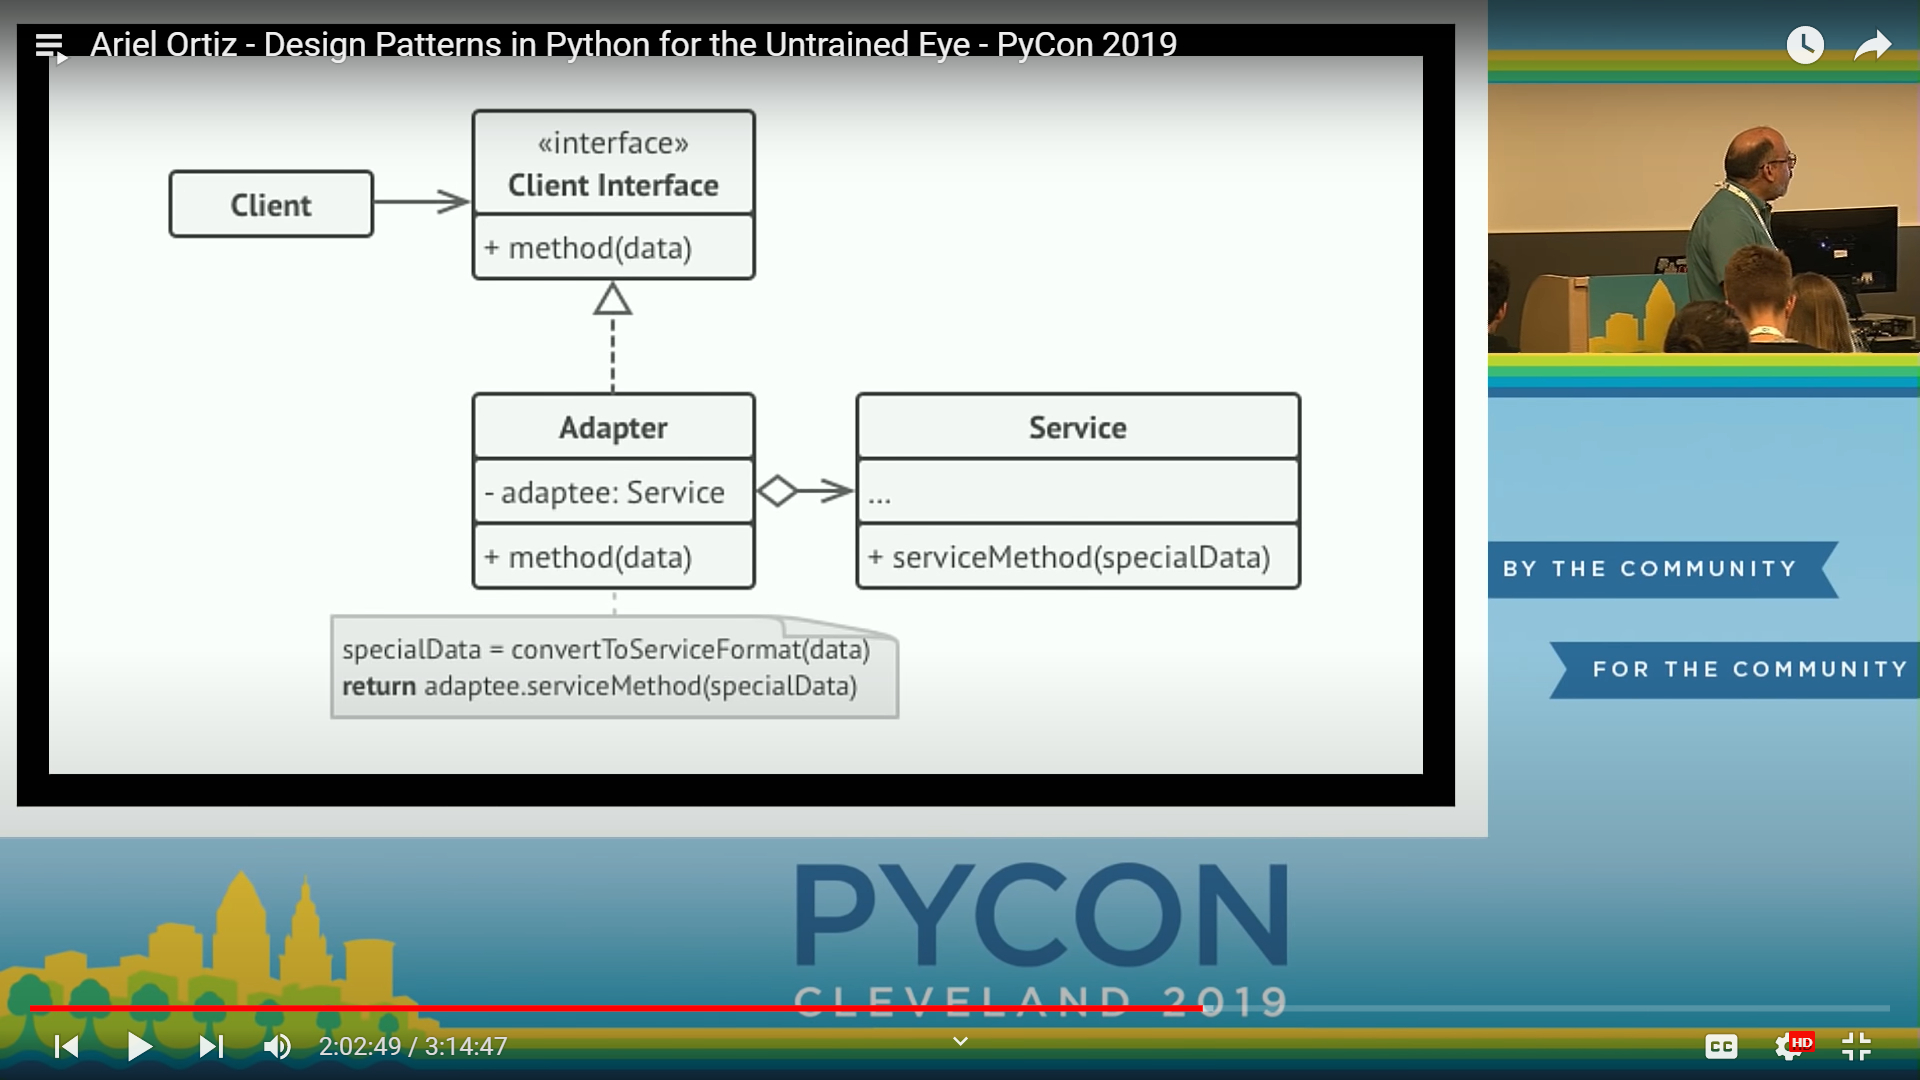 Ariel Ortiz - Design Patterns in Python for the Untrained Eye - PyCon 2019
«interface»
Client Interface
Client
+ method(data)
Adapter
- adaptee: Service
+ method(data)
Service
...
+ serviceMethod(specialData)
specialData = convertToServiceFormat(data)
return adaptee.serviceMethod(specialData)
BY THE COMMUNITY
FOR THE COMMUNITY
PYCON
CLEVELAND 2019
2:02:49 / 3:14:47
CC
HD